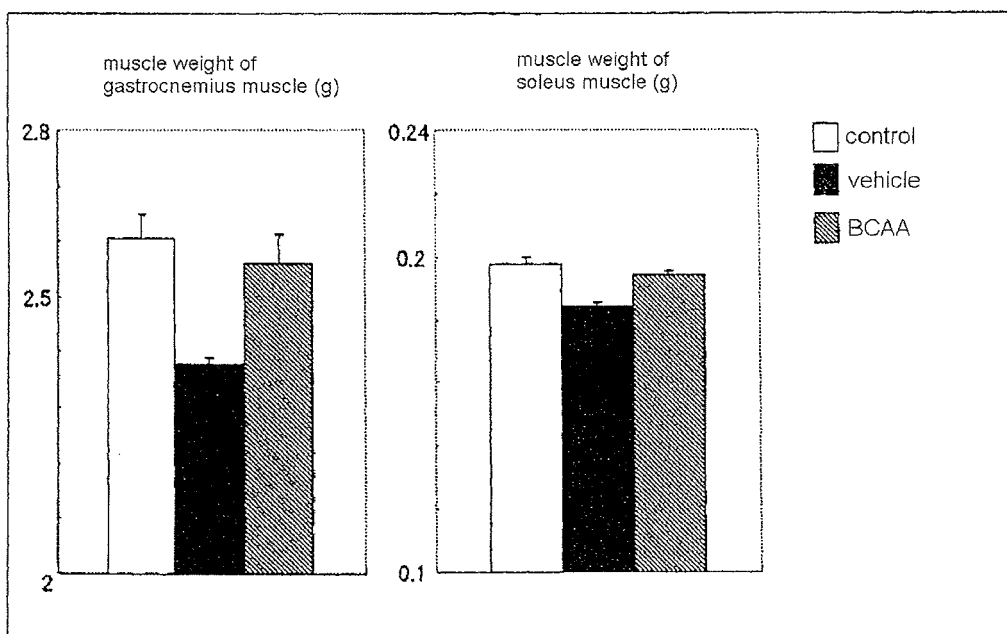 muscle weight of
gastrocnemius muscle (g)
2.8
2.5
2
muscle weight of
soleus muscle (g)
0.24
0.2
0.1
control
vehicle
BCAA